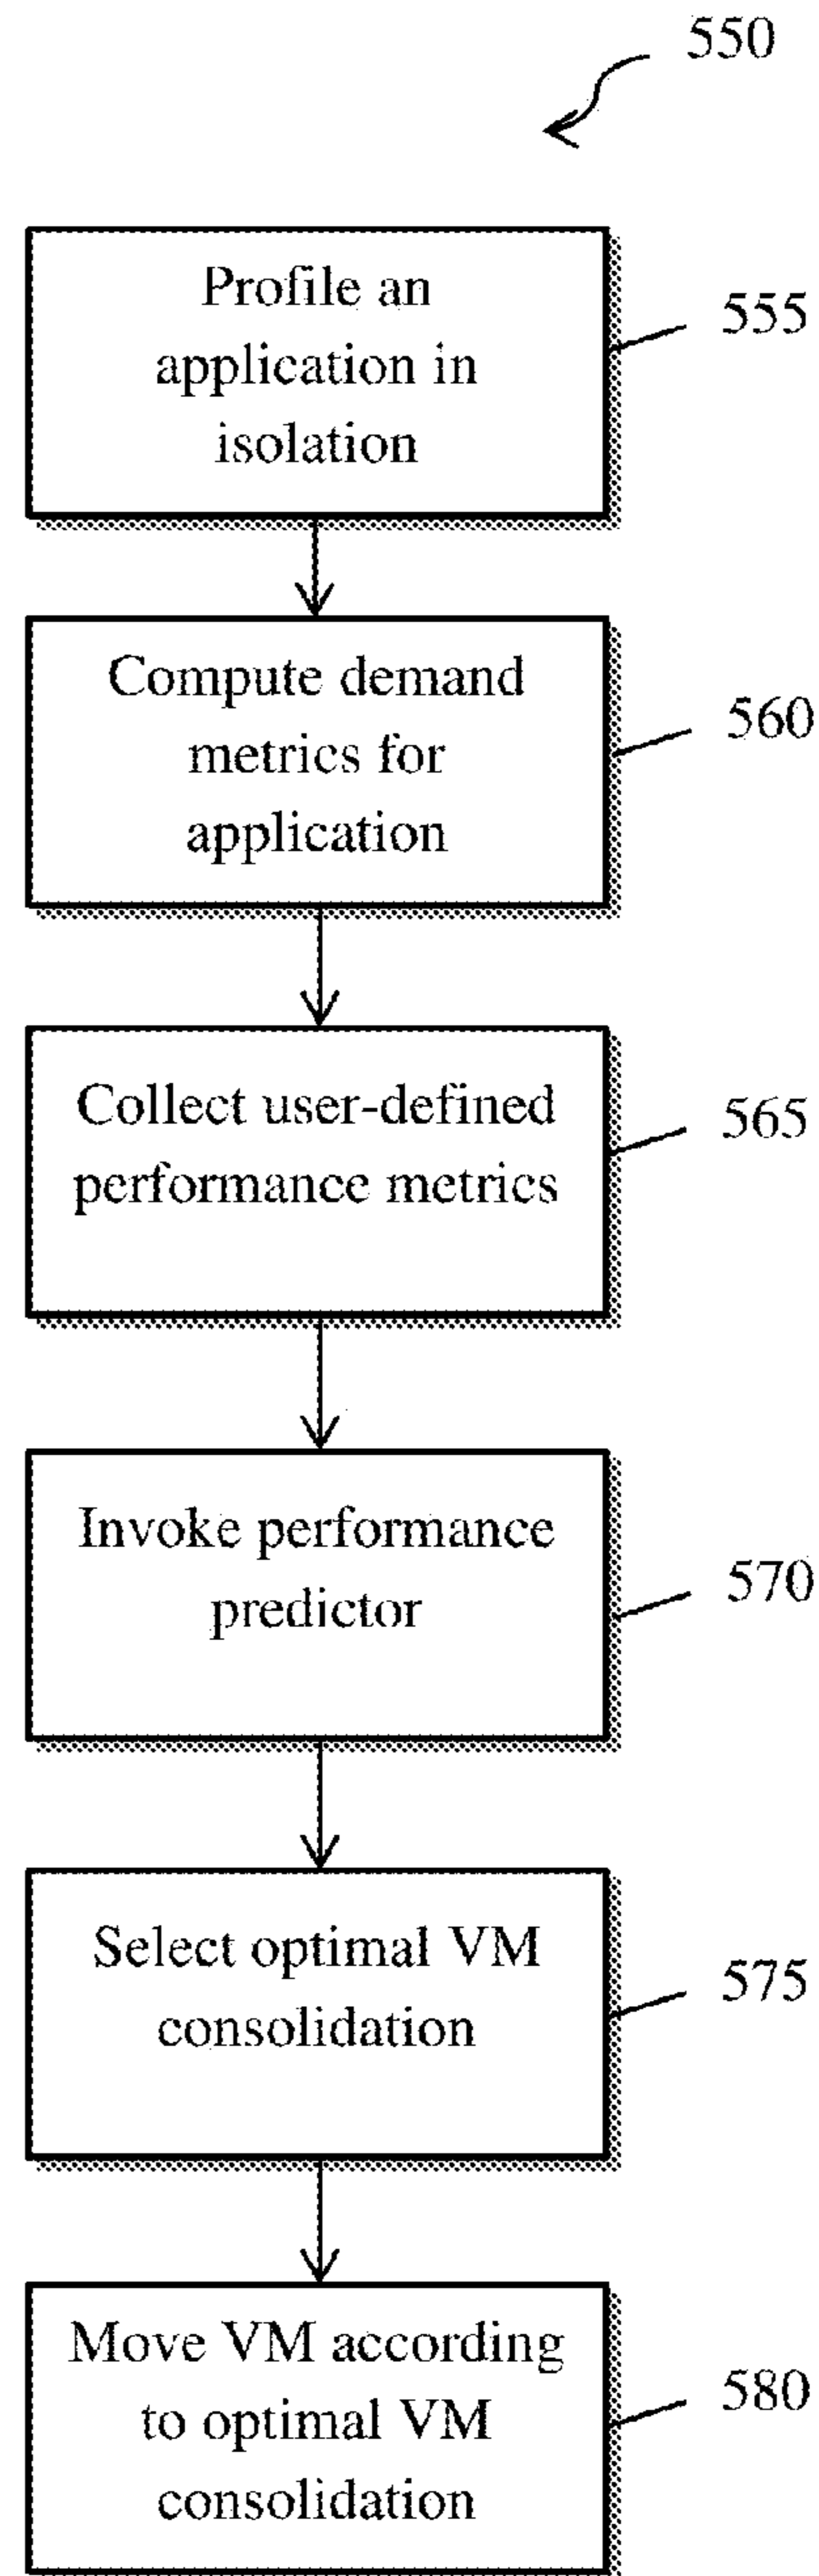 550
Profile an
application in
isolation
555
Compute demand
metrics for
application
560
Collect user-defined
performance metrics
565
Invoke performance
predictor
570
Select optimal VM
consolidation
575
Move VM according
to optimal VM
consolidation
580